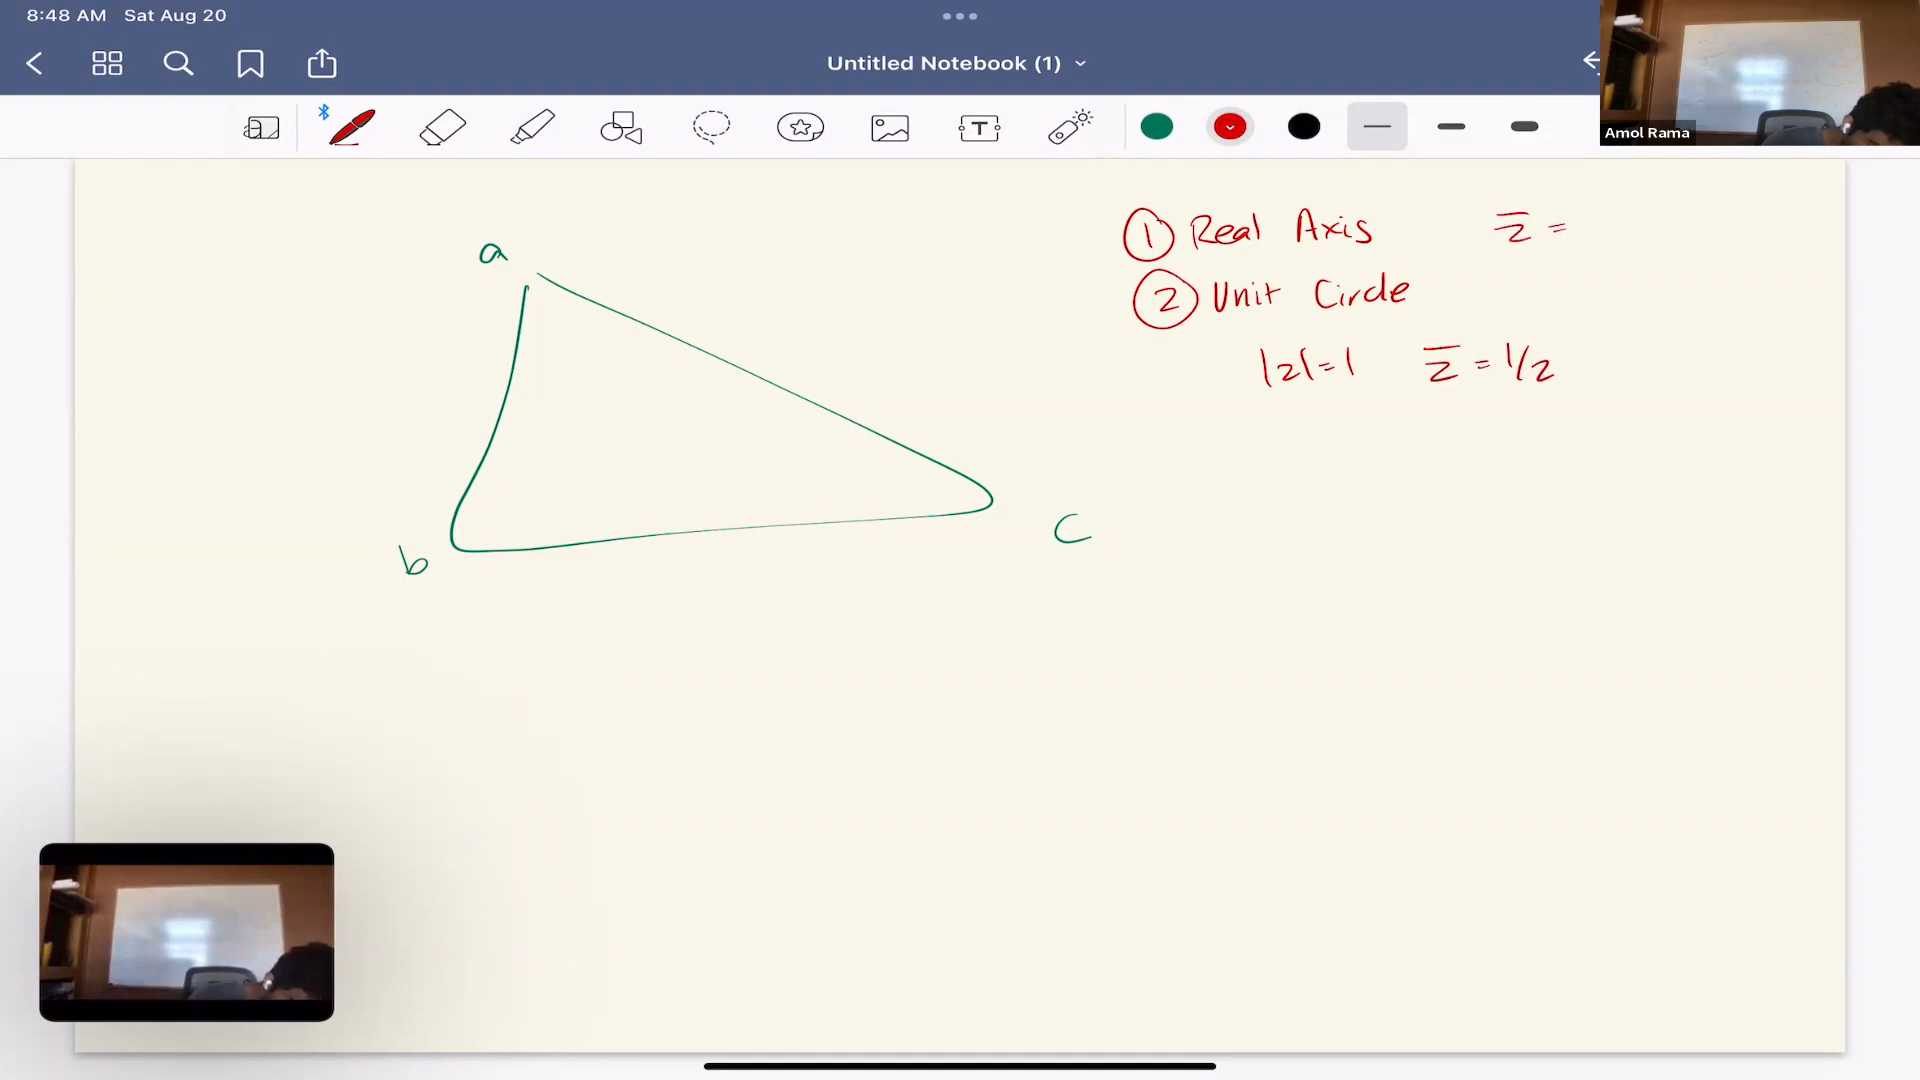 8:48 AM Sat Aug 20
Untitled Notebook (1)
T
Amol Rama
a
b
c
① Real Axis z̅ =
② Unit Circle
|z|=1 z̅ = 1/z